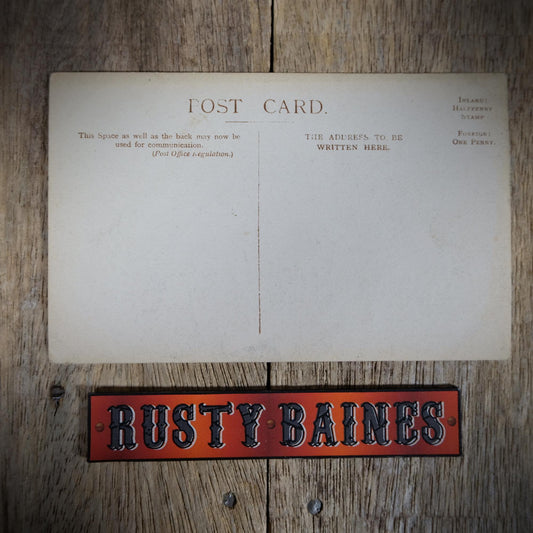 POST CARD.
This Space as well as the back may now be
used for communication.
(Post Office Regulation.)
THE ADDRESS TO BE
WRITTEN HERE.
INLAND:
HALFPENNY
STAMP
FOREIGN:
ONE PENNY.
RUSTY BAINES